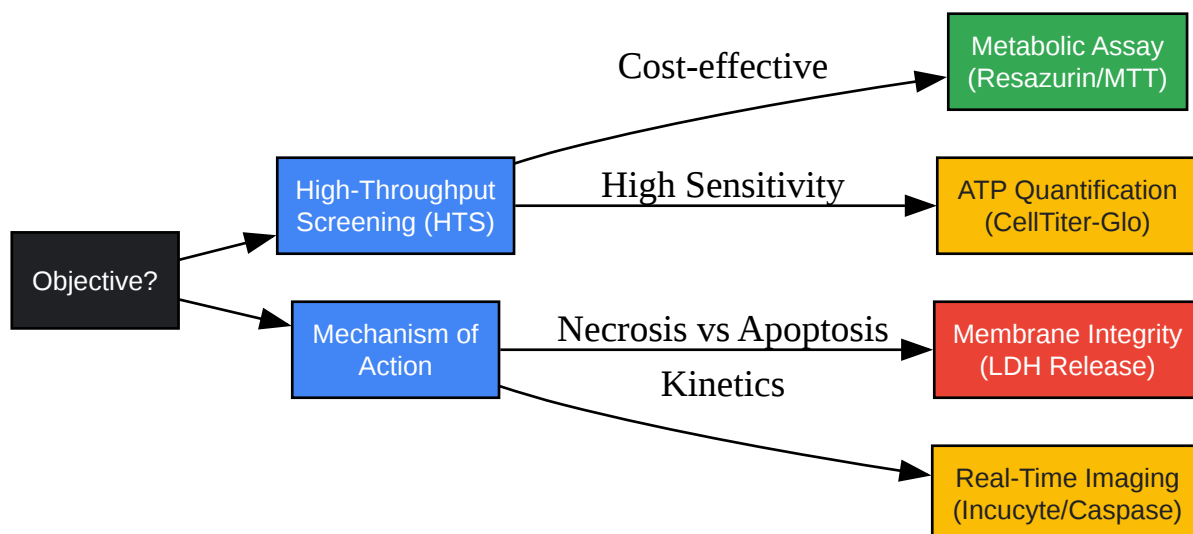 Objective?
High-Throughput
Screening (HTS)
Mechanism of
Action
Cost-effective
High Sensitivity
Necrosis vs Apoptosis
Kinetics
Metabolic Assay
(Resazurin/MTT)
ATP Quantification
(CellTiter-Glo)
Membrane Integrity
(LDH Release)
Real-Time Imaging
(Incucyte/Caspase)